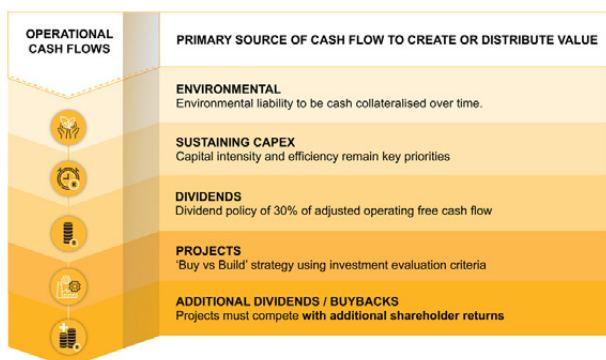 OPERATIONAL
CASH FLOWS
PRIMARY SOURCE OF CASH FLOW TO CREATE OR DISTRIBUTE VALUE
ENVIRONMENTAL
Environmental liability to be cash collateralised over time.
SUSTAINING CAPEX
Capital intensity and efficiency remain key priorities
DIVIDENDS
Dividend policy of 30% of adjusted operating free cash flow
PROJECTS
‘Buy vs Build’ strategy using investment evaluation criteria
ADDITIONAL DIVIDENDS / BUYBACKS
Projects must compete with additional shareholder returns